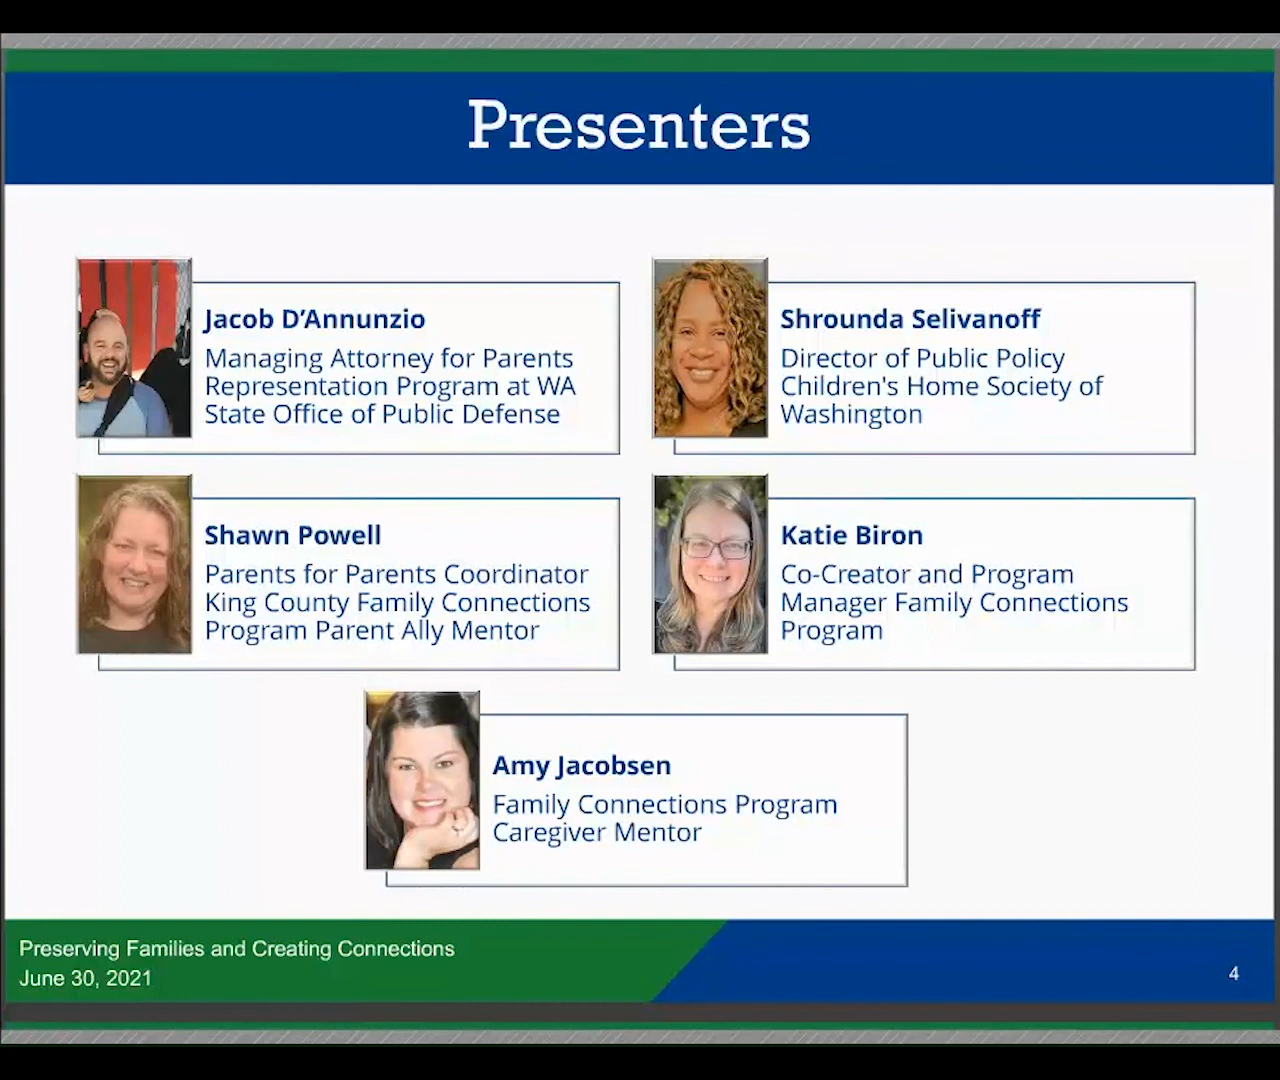 Presenters
Jacob D’Annunzio
Managing Attorney for Parents
Representation Program at WA
State Office of Public Defense
Shrounda Selivanoff
Director of Public Policy
Children's Home Society of
Washington
Shawn Powell
Parents for Parents Coordinator
King County Family Connections
Program Parent Ally Mentor
Katie Biron
Co-Creator and Program
Manager Family Connections
Program
Amy Jacobsen
Family Connections Program
Caregiver Mentor
Preserving Families and Creating Connections
June 30, 2021
4